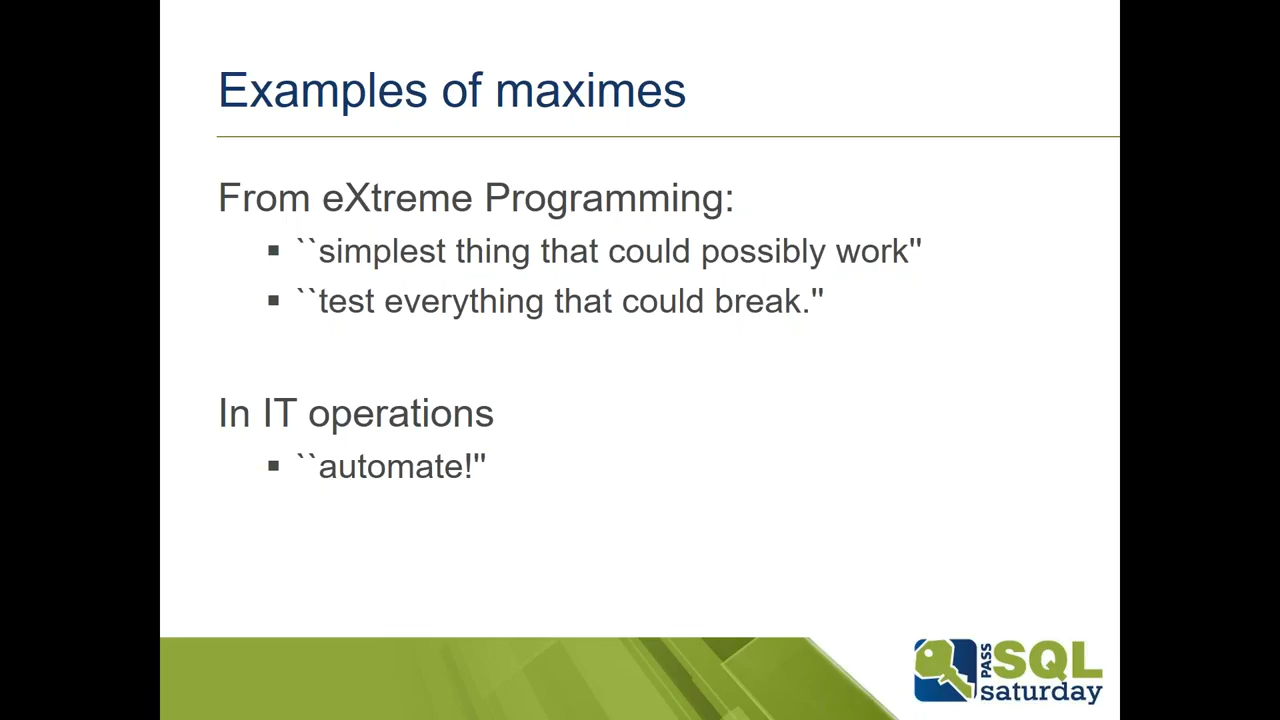 Examples of maximes
From eXtreme Programming:
▪ ``simplest thing that could possibly work''
▪ ``test everything that could break.''
In IT operations
▪ ``automate!''
PASS
SQL
saturday